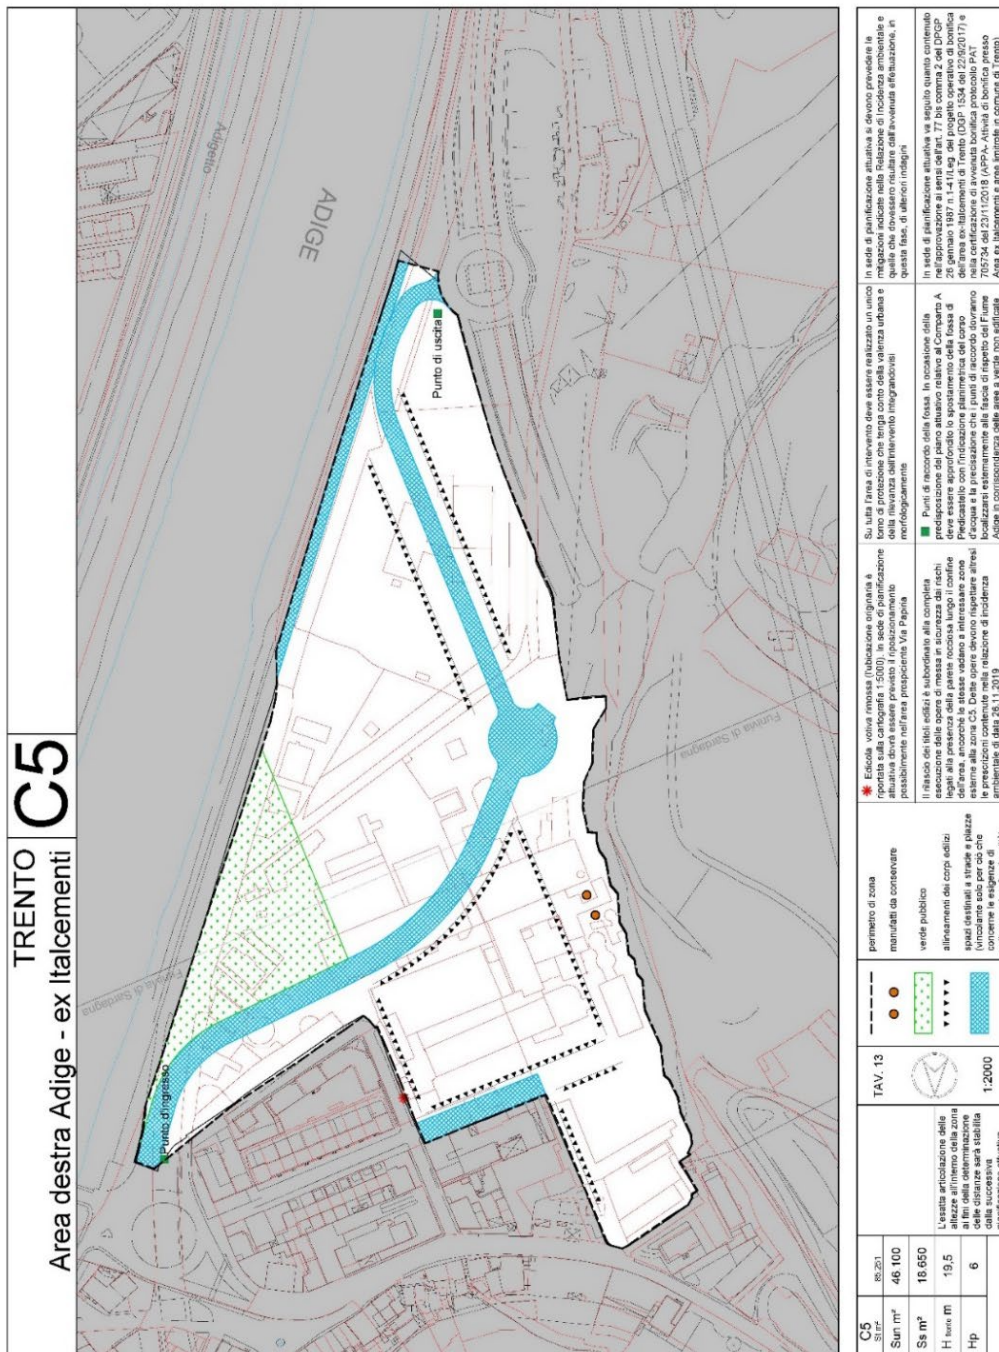 TRENTO
C5
Area destra Adige - ex Italcementi
Adigetto
ADIGE
Punto di uscita
Funivia di Sardagna
Funivia di Sardagna
Punto d'ingresso
C5
St m²
85.251
Sun m²
46.100
Ss m²
18.650
H fronte m
19,5
Hp
6
L'esatta articolazione delle
altezze all'interno della zona
ai fini della determinazione
delle distanze sarà stabilita
dalla successiva
TAV. 13
1:2000
perimetro di zona
manufatti da conservare
verde pubblico
allineamenti dei corpi edilizi
spazi destinati a strade e piazze
(vincolante solo per ciò che
concerne le esigenze di
Edicola votiva rimossa (l'ubicazione originaria è
riportata sulla cartografia 1:5000). In sede di pianificazione
attuativa dovrà essere previsto il riposizionamento
possibilmente nell'area prospiciente Via Papiria
Il rilascio dei titoli edilizi è subordinato alla completa
esecuzione delle opere di messa in sicurezza dai rischi
legati alla presenza della parete rocciosa lungo il confine
dell'area, ancorché le stesse vadano a interessare zone
esterne alla zona C5. Dette opere devono rispettare altresì
le prescrizioni contenute nella relazione di incidenza
ambientale di data 26.11.2019
Su tutta l'area di intervento deve essere realizzato un unico
tomo di protezione che tenga conto della valenza urbana e
della rilevanza dell'intervento integrandovisi
morfologicamente
Punti di raccordo della fossa. In occasione della
predisposizione del piano attuativo relativo al Comparto A
deve essere approfondito lo spostamento della fossa di
Piedicastello con l'indicazione planimetrica del corso
d'acqua e la precisazione che i punti di raccordo dovranno
localizzarsi esternamente alla fascia di rispetto del Fiume
Adige in corrispondenza delle aree a verde non edificate
In sede di pianificazione attuativa si devono prevedere le
mitigazioni indicate nella Relazione di Incidenza ambientale e
quelle che dovessero risultare dall'avvenuta effettuazione, in
questa fase, di ulteriori indagini
In sede di pianificazione attuativa va seguito quanto contenuto
nell'approvazione ai sensi dell'art. 77 bis comma 2 del DPGP
26 gennaio 1987 n.1-41/Leg. del progetto operativo di bonifica
dell'area ex-Italcementi di Trento (DGP 1534 del 22/9/2017) e
nella certificazione di avvenuta bonifica protocollo PAT
705734 del 23/11/2018 (APPA- Attività di bonifica presso
Area ex Italcementi e aree limitrofe in comune di Trento)